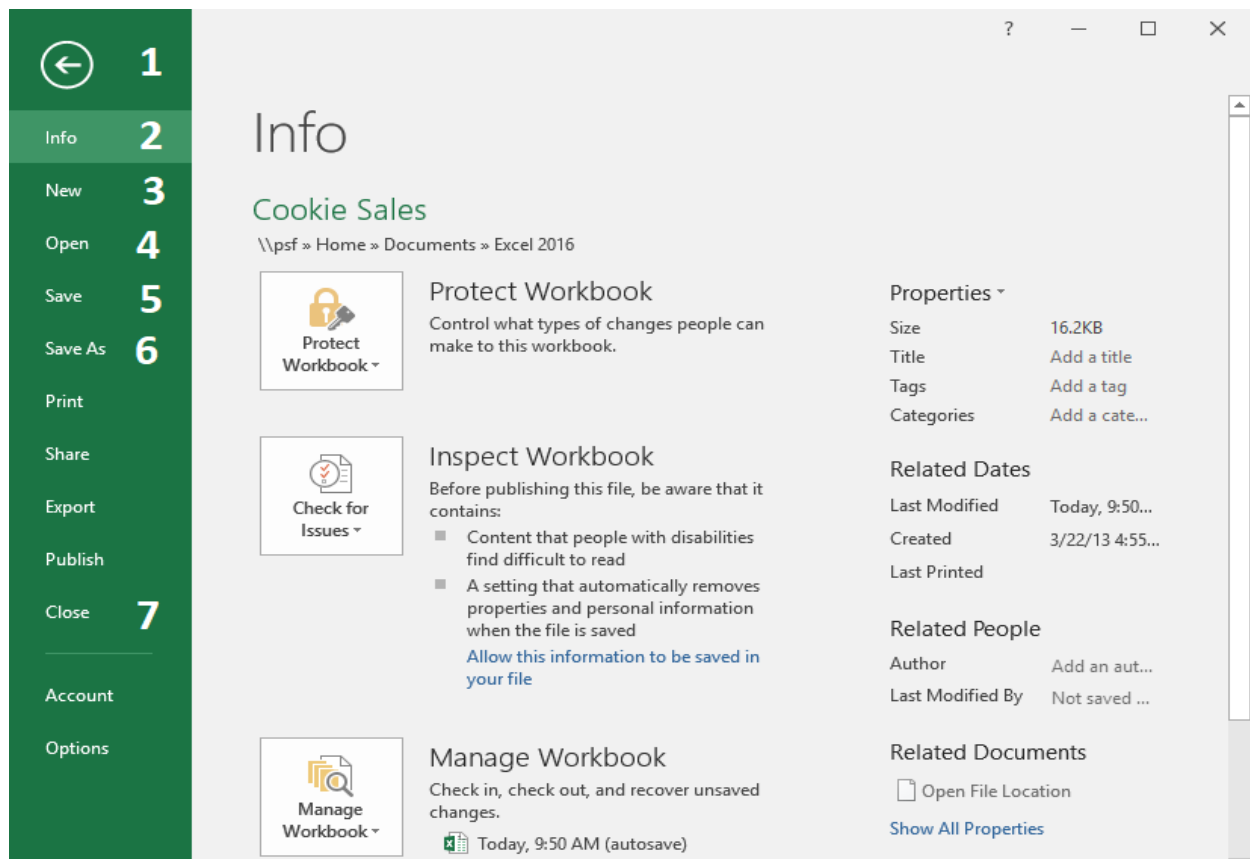 ?
1
Info 2
New 3
Open 4
Save 5
Save As 6
Print
Share
Export
Publish
Close 7
Account
Options
Info
Cookie Sales
\\psf » Home » Documents » Excel 2016
Protect
Workbook
Protect Workbook
Control what types of changes people can
make to this workbook.
Check for
Issues
Inspect Workbook
Before publishing this file, be aware that it
contains:
Content that people with disabilities
find difficult to read
A setting that automatically removes
properties and personal information
when the file is saved
Allow this information to be saved in
your file
Manage
Workbook
Manage Workbook
Check in, check out, and recover unsaved
changes.
Today, 9:50 AM (autosave)
Properties
Size 16.2KB
Title Add a title
Tags Add a tag
Categories Add a cate...
Related Dates
Last Modified Today, 9:50...
Created 3/22/13 4:55...
Last Printed
Related People
Author Add an aut...
Last Modified By Not saved ...
Related Documents
Open File Location
Show All Properties